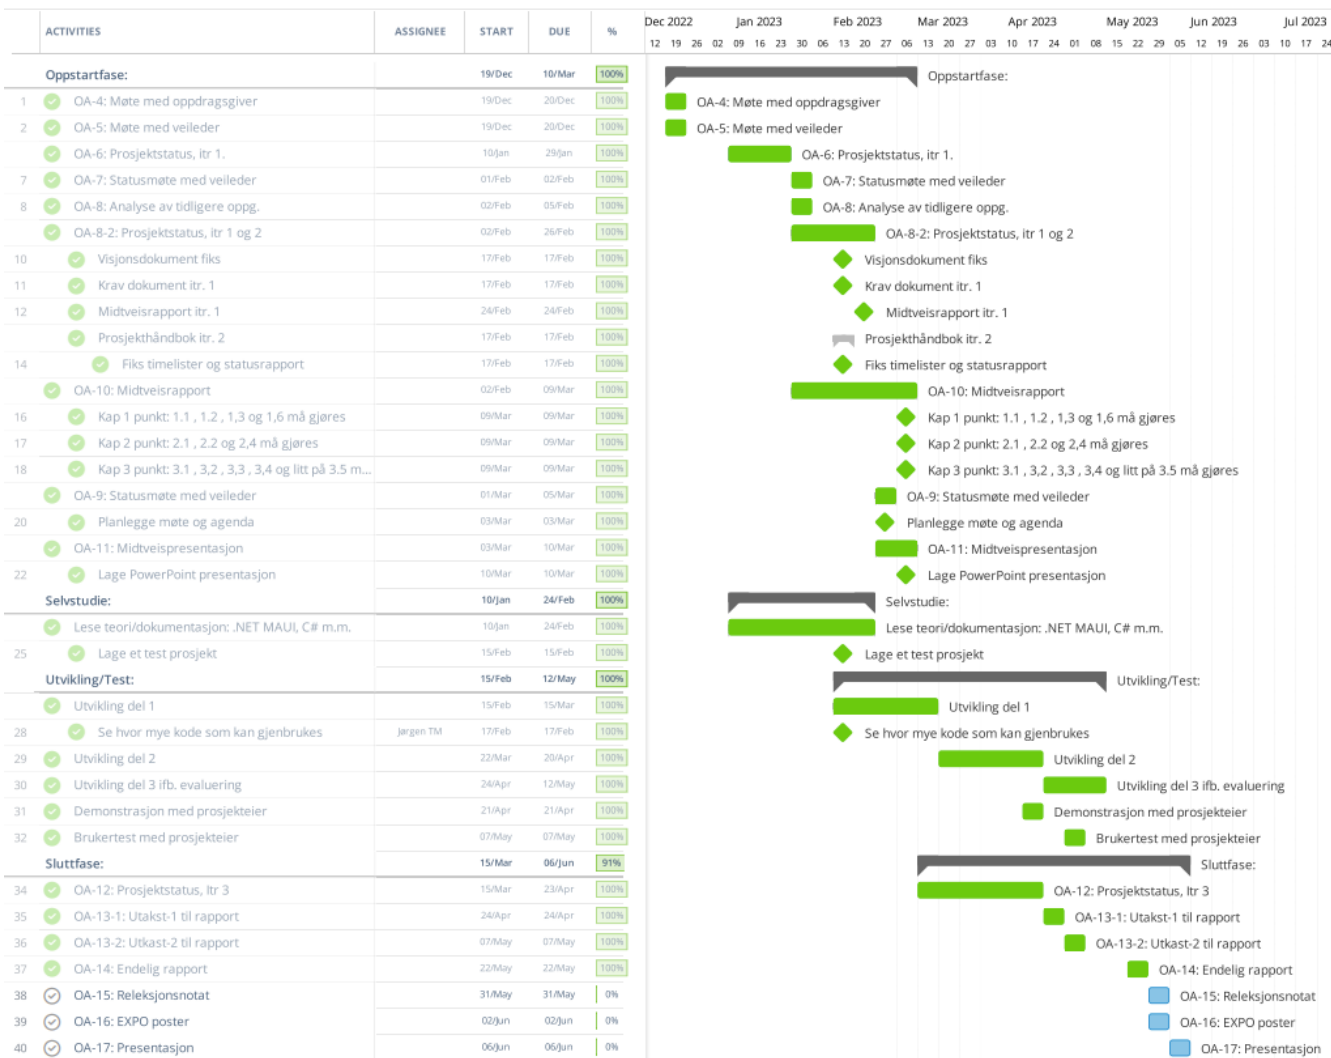 ACTIVITIES ASSIGNEE START DUE %
Dec 2022 Jan 2023 Feb 2023 Mar 2023 Apr 2023 May 2023 Jun 2023 Jul 2023
12 19 26 02 09 16 23 30 06 13 20 27 06 13 20 27 03 10 17 24 01 08 15 22 29 05 12 19 26 03 10 17 24
Oppstartfase: 19/Dec 10/Mar 100% Oppstartfase:
1 OA-4: Møte med oppdragsgiver 19/Dec 20/Dec 100% OA-4: Møte med oppdragsgiver
2 OA-5: Møte med veileder 19/Dec 20/Dec 100% OA-5: Møte med veileder
OA-6: Prosjektstatus, itr 1. 10/Jan 29/Jan 100% OA-6: Prosjektstatus, itr 1.
7 OA-7: Statusmøte med veileder 01/Feb 02/Feb 100% OA-7: Statusmøte med veileder
8 OA-8: Analyse av tidligere oppg. 02/Feb 05/Feb 100% OA-8: Analyse av tidligere oppg.
OA-8-2: Prosjektstatus, itr 1 og 2 02/Feb 26/Feb 100% OA-8-2: Prosjektstatus, itr 1 og 2
10 Visjonsdokument fiks 17/Feb 17/Feb 100% Visjonsdokument fiks
11 Krav dokument itr. 1 17/Feb 17/Feb 100% Krav dokument itr. 1
12 Midtveisrapport itr. 1 24/Feb 24/Feb 100% Midtveisrapport itr. 1
Prosjekthåndbok itr. 2 17/Feb 17/Feb 100% Prosjekthåndbok itr. 2
14 Fiks timelister og statusrapport 17/Feb 17/Feb 100% Fiks timelister og statusrapport
OA-10: Midtveisrapport 02/Feb 09/Mar 100% OA-10: Midtveisrapport
16 Kap 1 punkt: 1.1 , 1.2 , 1,3 og 1,6 må gjøres 09/Mar 09/Mar 100% Kap 1 punkt: 1.1 , 1.2 , 1,3 og 1,6 må gjøres
17 Kap 2 punkt: 2.1 , 2.2 og 2,4 må gjøres 09/Mar 09/Mar 100% Kap 2 punkt: 2.1 , 2.2 og 2,4 må gjøres
18 Kap 3 punkt: 3.1 , 3,2 , 3,3 , 3,4 og litt på 3.5 m... 09/Mar 09/Mar 100% Kap 3 punkt: 3.1 , 3,2 , 3,3 , 3,4 og litt på 3.5 må gjøres
OA-9: Statusmøte med veileder 01/Mar 05/Mar 100% OA-9: Statusmøte med veileder
20 Planlegge møte og agenda 03/Mar 03/Mar 100% Planlegge møte og agenda
OA-11: Midtveispresentasjon 03/Mar 10/Mar 100% OA-11: Midtveispresentasjon
22 Lage PowerPoint presentasjon 10/Mar 10/Mar 100% Lage PowerPoint presentasjon
Selvstudie: 10/Jan 24/Feb 100% Selvstudie:
Lese teori/dokumentasjon: .NET MAUI, C# m.m. 10/Jan 24/Feb 100% Lese teori/dokumentasjon: .NET MAUI, C# m.m.
25 Lage et test prosjekt 15/Feb 15/Feb 100% Lage et test prosjekt
Utvikling/Test: 15/Feb 12/May 100% Utvikling/Test:
Utvikling del 1 15/Feb 15/Mar 100% Utvikling del 1
28 Se hvor mye kode som kan gjenbrukes Jørgen TM 17/Feb 17/Feb 100% Se hvor mye kode som kan gjenbrukes
29 Utvikling del 2 22/Mar 20/Apr 100% Utvikling del 2
30 Utvikling del 3 ifb. evaluering 24/Apr 12/May 100% Utvikling del 3 ifb. evaluering
31 Demonstrasjon med prosjekteier 21/Apr 21/Apr 100% Demonstrasjon med prosjekteier
32 Brukertest med prosjekteier 07/May 07/May 100% Brukertest med prosjekteier
Sluttfase: 15/Mar 06/Jun 91% Sluttfase:
34 OA-12: Prosjektstatus, Itr 3 15/Mar 23/Apr 100% OA-12: Prosjektstatus, Itr 3
35 OA-13-1: Utakst-1 til rapport 24/Apr 24/Apr 100% OA-13-1: Utakst-1 til rapport
36 OA-13-2: Utkast-2 til rapport 07/May 07/May 100% OA-13-2: Utkast-2 til rapport
37 OA-14: Endelig rapport 22/May 22/May 100% OA-14: Endelig rapport
38 OA-15: Releksjonsnotat 31/May 31/May 0% OA-15: Releksjonsnotat
39 OA-16: EXPO poster 02/Jun 02/Jun 0% OA-16: EXPO poster
40 OA-17: Presentasjon 06/Jun 06/Jun 0% OA-17: Presentasjon